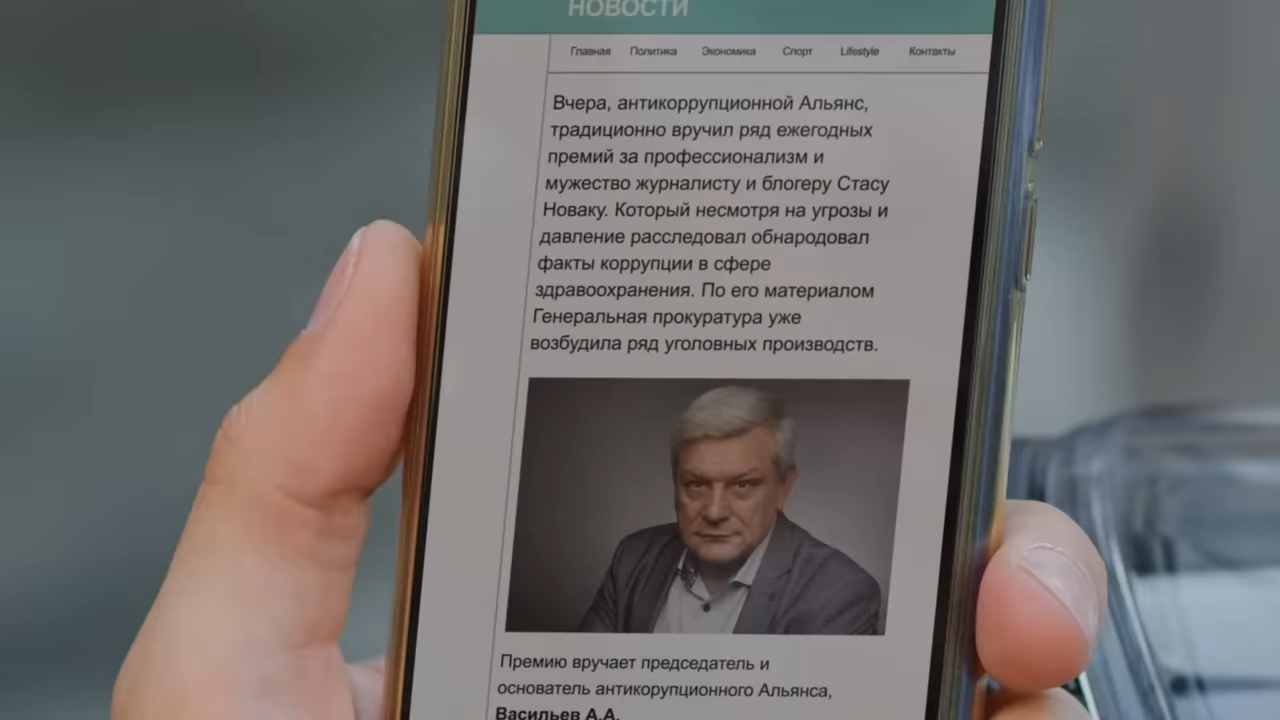 НОВОСТИ
Главная Политика Экономика Спорт Lifestyle Контакты
Вчера, антикоррупционной Альянс,
традиционно вручил ряд ежегодных
премий за профессионализм и
мужество журналисту и блогеру Стасу
Новаку. Который несмотря на угрозы и
давление расследовал обнародовал
факты коррупции в сфере
здравоохранения. По его материалом
Генеральная прокуратура уже
возбудила ряд уголовных производств.
Премию вручает председатель и
основатель антикорупционного Альянса,
Васильев А.А.